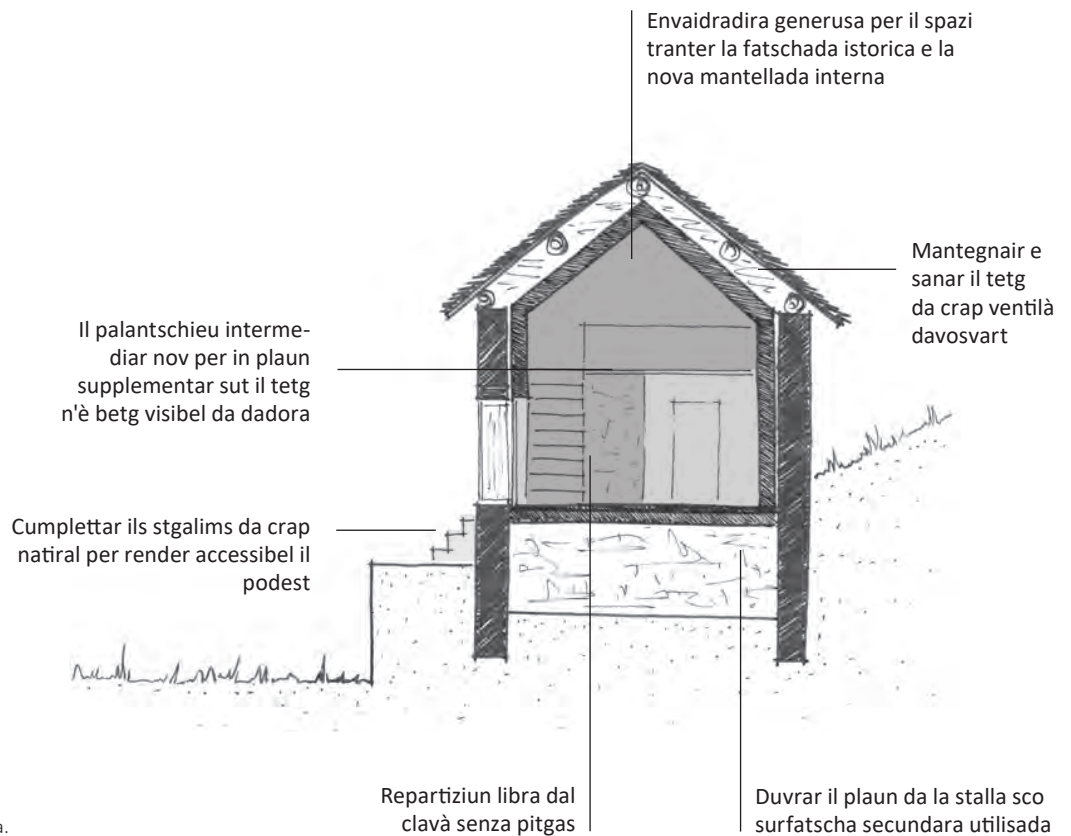 Envaidradira generusa per il spazi
tranter la fatschada istorica e la
nova mantellada interna
Mantegnair e
sanar il tetg
da crap ventilà
davosvart
Il palantschieu interme-
diar nov per in plaun
supplementar sut il tetg
n'è betg visibel da dadora
Cumplettar ils stgalims da crap
natiral per render accessibel il
podest
Repartiziun libra dal
clavà senza pitgas
Duvrar il plaun da la stalla sco
surfatscha secundara utilisada